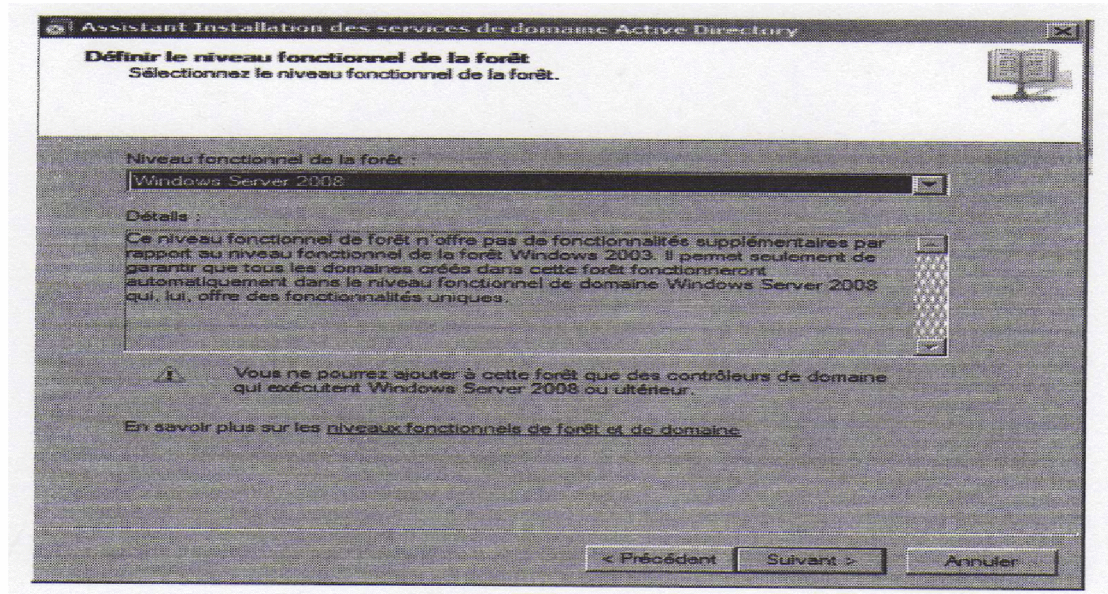 Assistant Installation des services de domaine Active Directory
Définir le niveau fonctionnel de la forêt
Sélectionnez le niveau fonctionnel de la forêt.
Niveau fonctionnel de la forêt :
Windows Server 2008
Détails :
Ce niveau fonctionnel de forêt n'offre pas de fonctionnalités supplémentaires par
rapport au niveau fonctionnel de la forêt Windows 2003. Il permet seulement de
garantir que tous les domaines créés dans cette forêt fonctionneront
automatiquement dans le niveau fonctionnel de domaine Windows Server 2008
qui, lui, offre des fonctionnalités uniques.
Vous ne pourrez ajouter à cette forêt que des contrôleurs de domaine
qui exécutent Windows Server 2008 ou ultérieur.
En savoir plus sur les niveaux fonctionnels de forêt et de domaine
< Précédent Suivant > Annuler